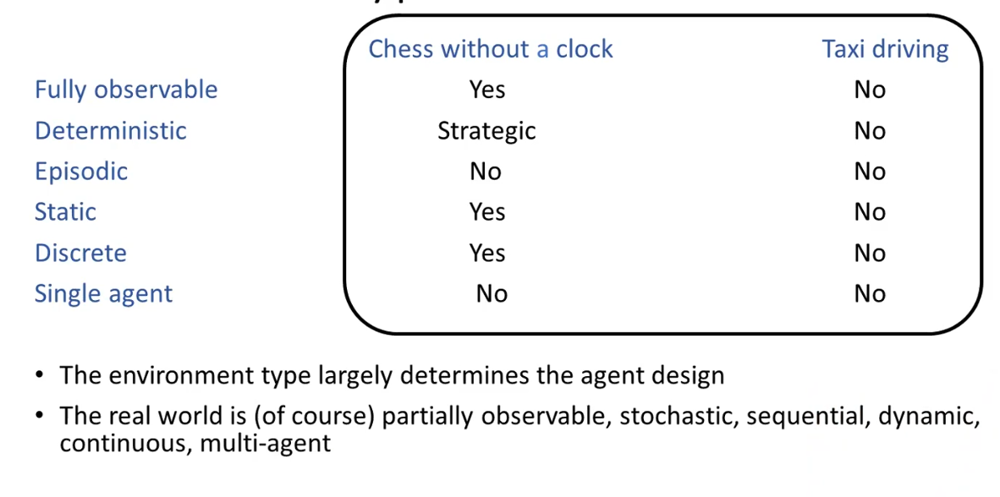 Chess without a clock Taxi driving
Fully observable Yes No
Deterministic Strategic No
Episodic No No
Static Yes No
Discrete Yes No
Single agent No No
• The environment type largely determines the agent design
• The real world is (of course) partially observable, stochastic, sequential, dynamic,
continuous, multi-agent